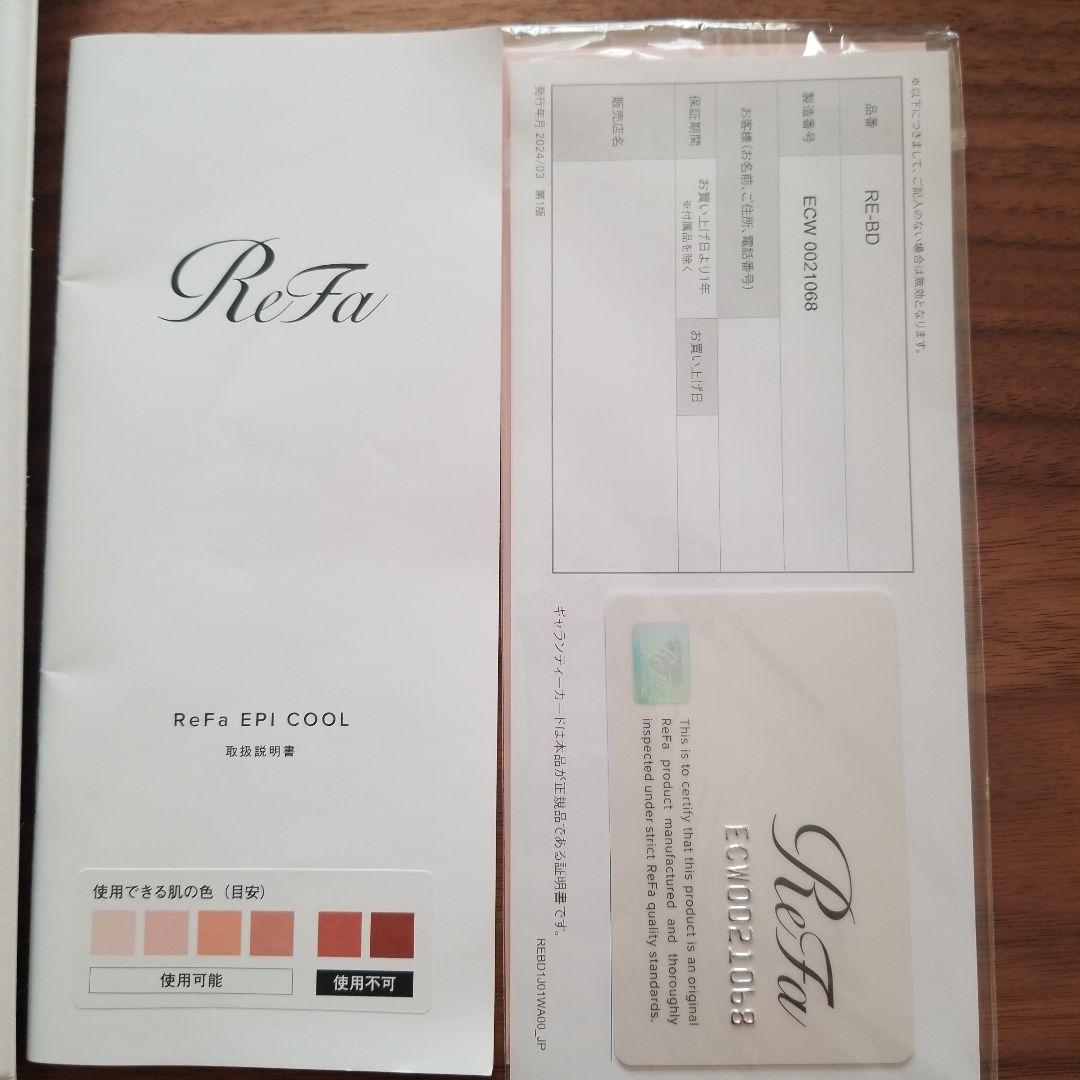 ReFa
ReFa EPI COOL
取扱説明書
使用できる肌の色（目安）
使用可能
使用不可
※以下につきまして、ご記入のない場合は無効となります。
品番
RE-BD
製造番号
ECW 0021068
お客様（お名前、ご住所、電話番号）
保証期間
お買い上げ日より1年
※付属品を除く
お買い上げ日
販売店名
発行年月 2024/03 第1版
ギャランティーカードは本品が正規品である証明書です。
REBD1J01WA00_JP
ReFa
ECW0021068
ReFa
This is to certify that this product is an original
ReFa product manufactured and thoroughly
inspected under strict ReFa quality standards.